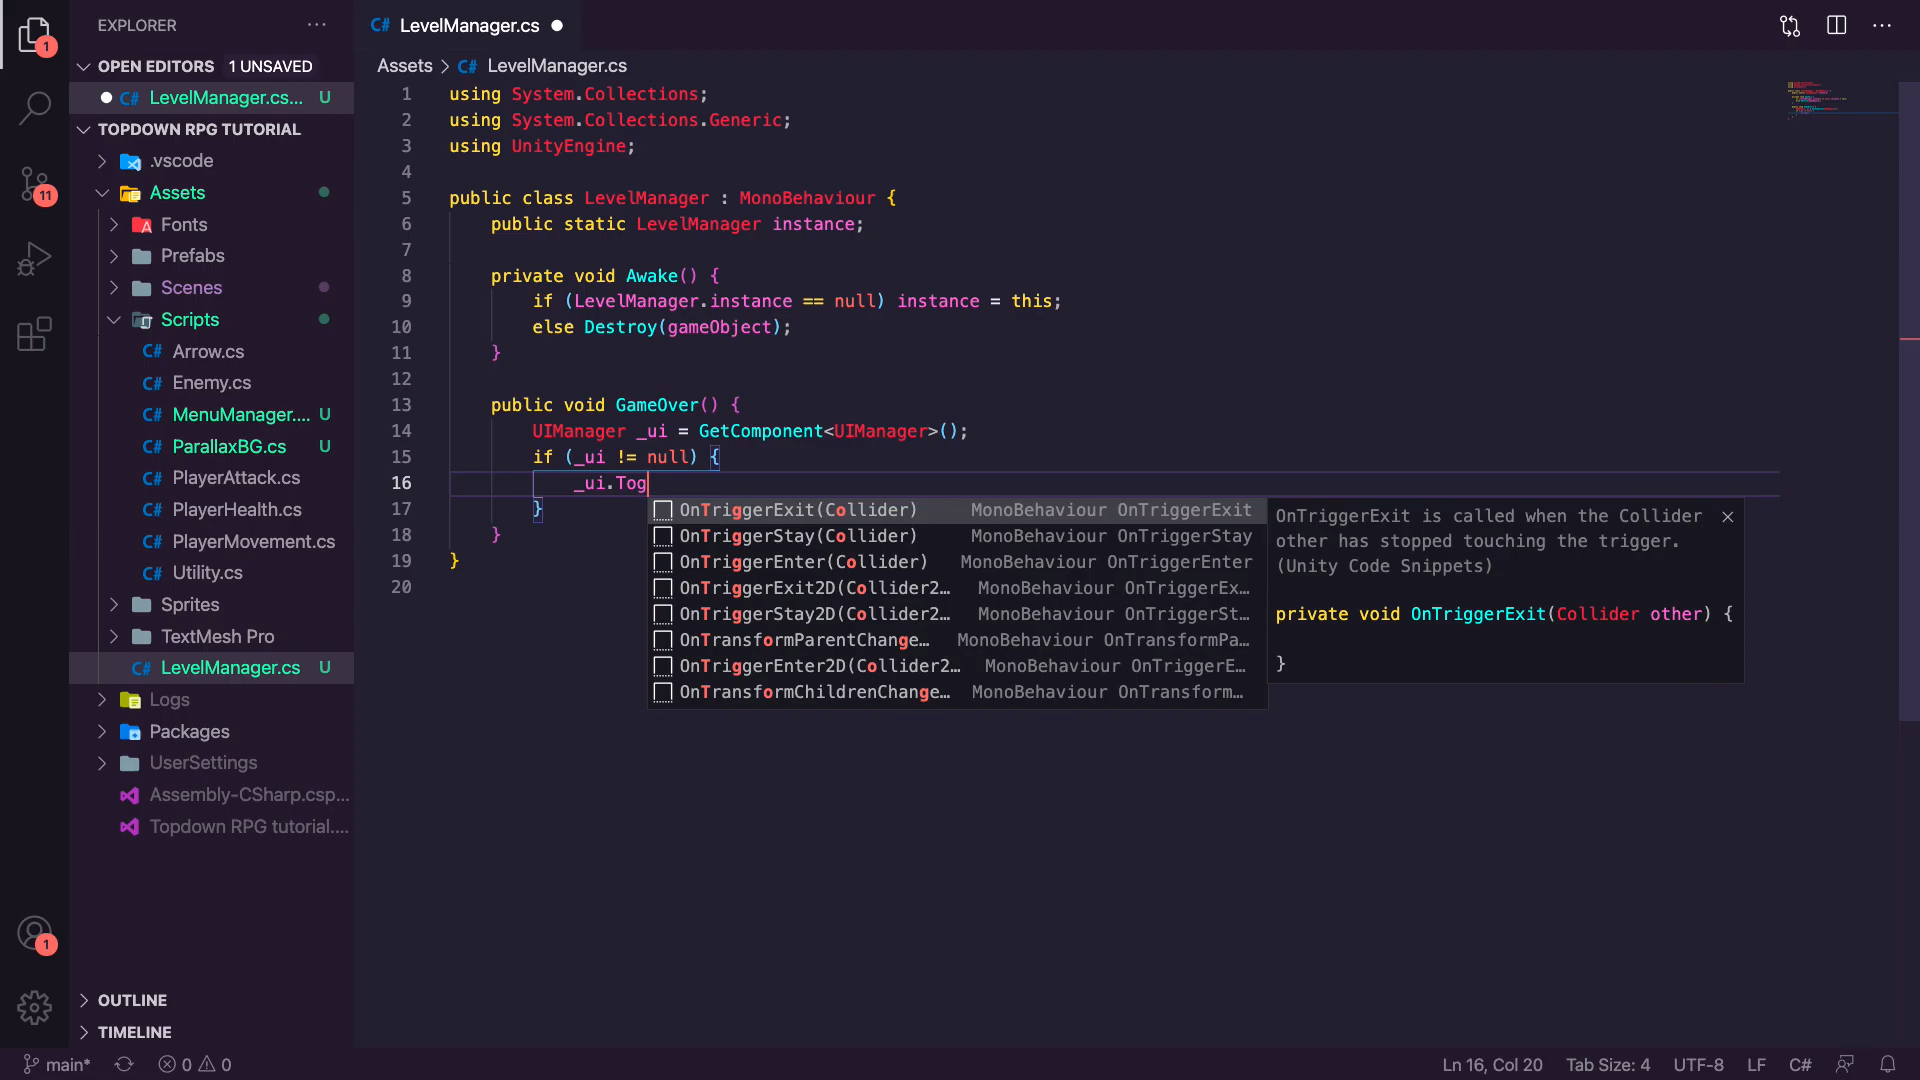 EXPLORER
LevelManager.cs
OPEN EDITORS 1 UNSAVED
LevelManager.cs... U
TOPDOWN RPG TUTORIAL
.vscode
Assets
Fonts
Prefabs
Scenes
Scripts
C# Arrow.cs
C# Enemy.cs
C# MenuManager.... U
C# ParallaxBG.cs U
C# PlayerAttack.cs
C# PlayerHealth.cs
C# PlayerMovement.cs
C# Utility.cs
Sprites
TextMesh Pro
C# LevelManager.cs U
Logs
Packages
UserSettings
Assembly-CSharp.csp...
Topdown RPG tutorial....
OUTLINE
TIMELINE
1
11
1
C# LevelManager.cs
Assets > C# LevelManager.cs
1 using System.Collections;
2 using System.Collections.Generic;
3 using UnityEngine;
4
5 public class LevelManager : MonoBehaviour {
6 public static LevelManager instance;
7
8 private void Awake() {
9 if (LevelManager.instance == null) instance = this;
10 else Destroy(gameObject);
11 }
12
13 public void GameOver() {
14 UIManager _ui = GetComponent<UIManager>();
15 if (_ui != null) {
16 _ui.Tog
17 }
18 }
19 }
20
OnTriggerExit(Collider) MonoBehaviour OnTriggerExit
OnTriggerStay(Collider) MonoBehaviour OnTriggerStay
OnTriggerEnter(Collider) MonoBehaviour OnTriggerEnter
OnTriggerExit2D(Collider2… MonoBehaviour OnTriggerEx…
OnTriggerStay2D(Collider2… MonoBehaviour OnTriggerSt…
OnTransformParentChange… MonoBehaviour OnTransformPa…
OnTriggerEnter2D(Collider2… MonoBehaviour OnTriggerE…
OnTransformChildrenChange… MonoBehaviour OnTransform…
OnTriggerExit is called when the Collider
other has stopped touching the trigger.
(Unity Code Snippets)
private void OnTriggerExit(Collider other) {
}
main* 0 0 Ln 16, Col 20 Tab Size: 4 UTF-8 LF C#